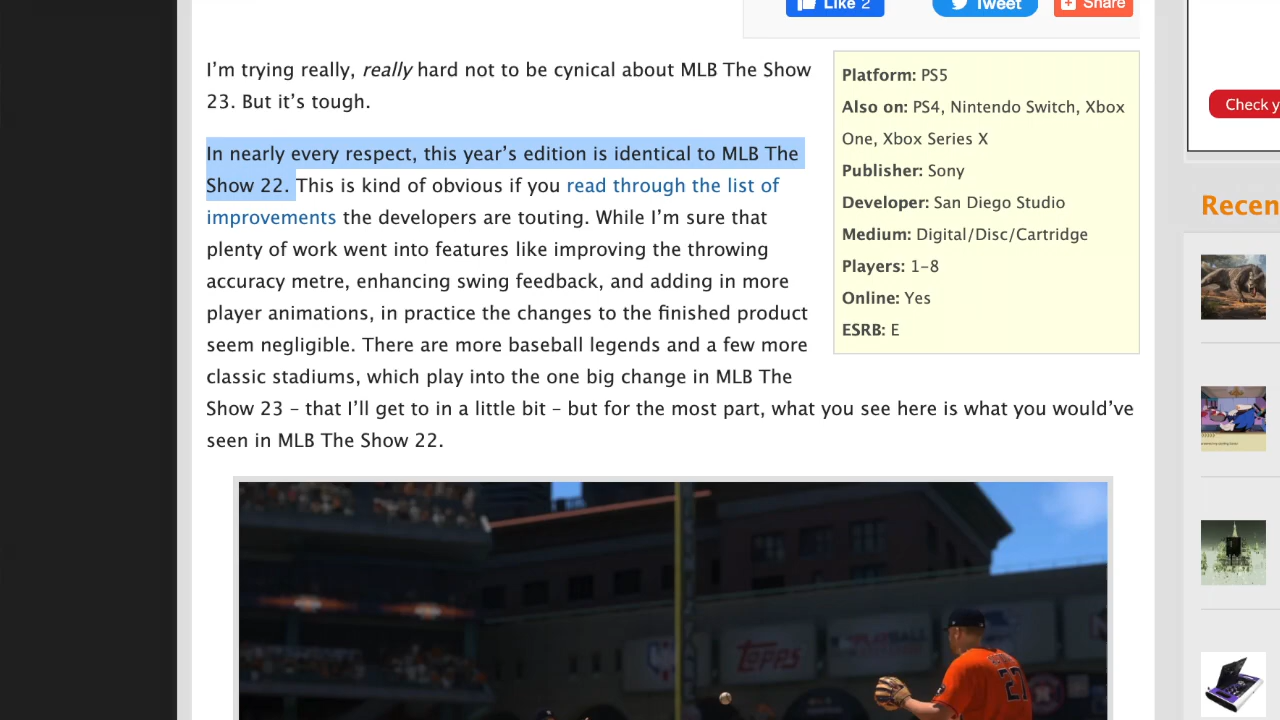 Like 2
Tweet
Share
I’m trying really, really hard not to be cynical about MLB The Show
23. But it’s tough.
In nearly every respect, this year’s edition is identical to MLB The
Show 22. This is kind of obvious if you read through the list of
improvements the developers are touting. While I’m sure that
plenty of work went into features like improving the throwing
accuracy metre, enhancing swing feedback, and adding in more
player animations, in practice the changes to the finished product
seem negligible. There are more baseball legends and a few more
classic stadiums, which play into the one big change in MLB The
Show 23 – that I’ll get to in a little bit – but for the most part, what you see here is what you would’ve
seen in MLB The Show 22.
Platform: PS5
Also on: PS4, Nintendo Switch, Xbox
One, Xbox Series X
Publisher: Sony
Developer: San Diego Studio
Medium: Digital/Disc/Cartridge
Players: 1-8
Online: Yes
ESRB: E
Check y
Recen
TOPPS
27